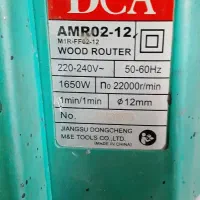 DCA
AMR02-12
M1R-FF02-12
WOOD ROUTER
220-240V~ 50-60Hz
1650W n₀ 22000r/min
1min/1min ⌀12mm
No.
JIANGSU DONGCHENG
M&E TOOLS CO.,LTD.
(MADE IN CHINA)